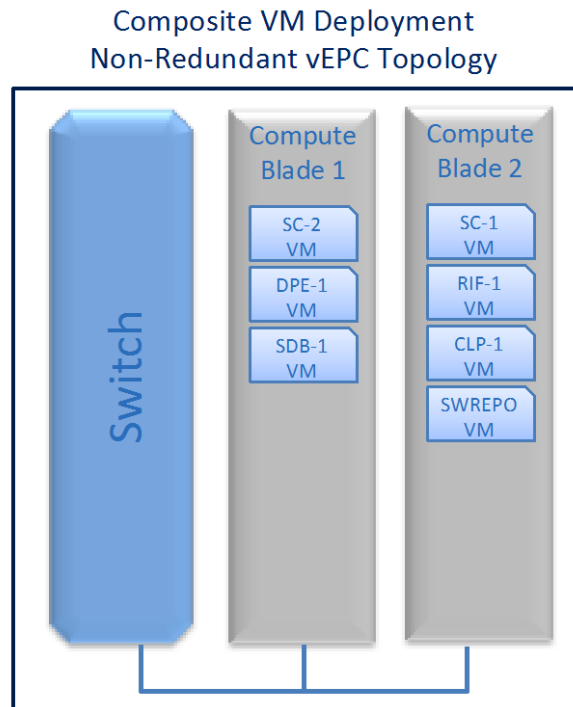 Composite VM Deployment
Non-Redundant vEPC Topology
Switch
Compute
Blade 1
SC-2
VM
DPE-1
VM
SDB-1
VM
Compute
Blade 2
SC-1
VM
RIF-1
VM
CLP-1
VM
SWREPO
VM